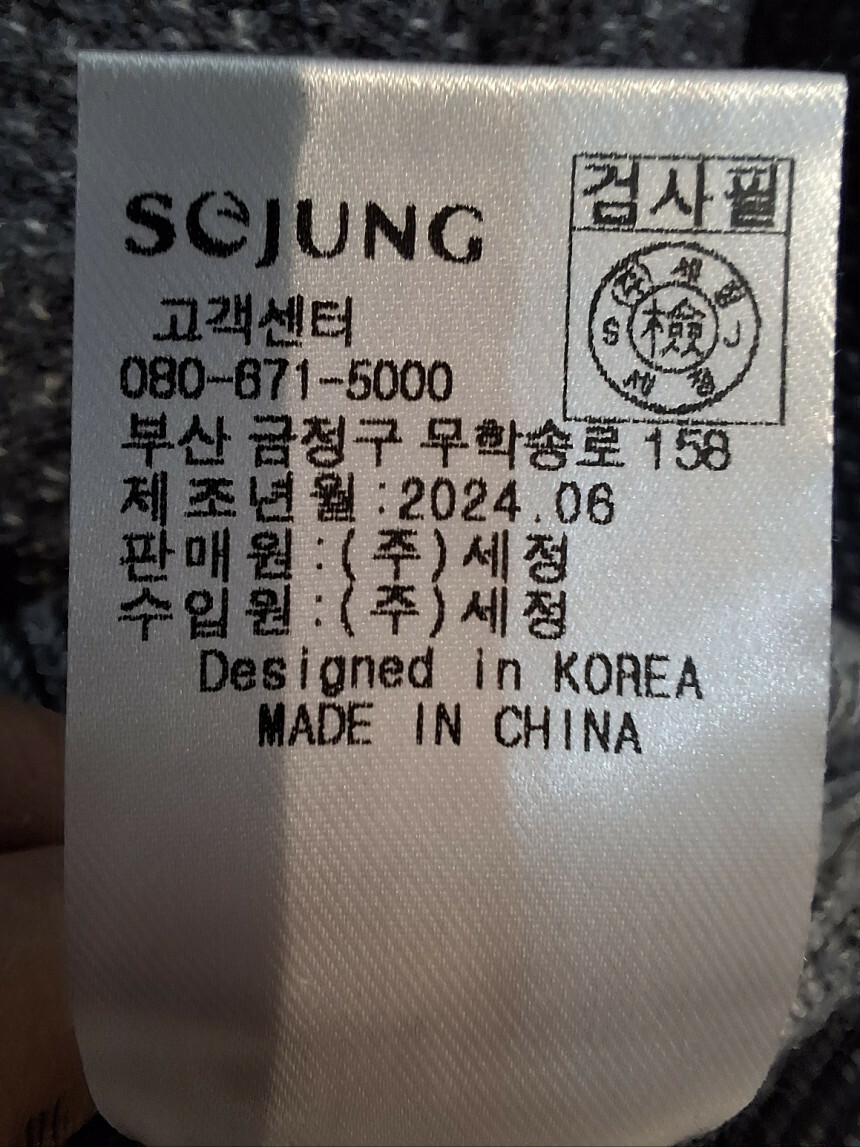 SEJUNG
검사필
세정
S 檢 J
고객센터
080-671-5000
부산 금정구 무학송로 158
제조년월:2024.06
판매원:(주)세정
수입원:(주)세정
Designed in KOREA
MADE IN CHINA